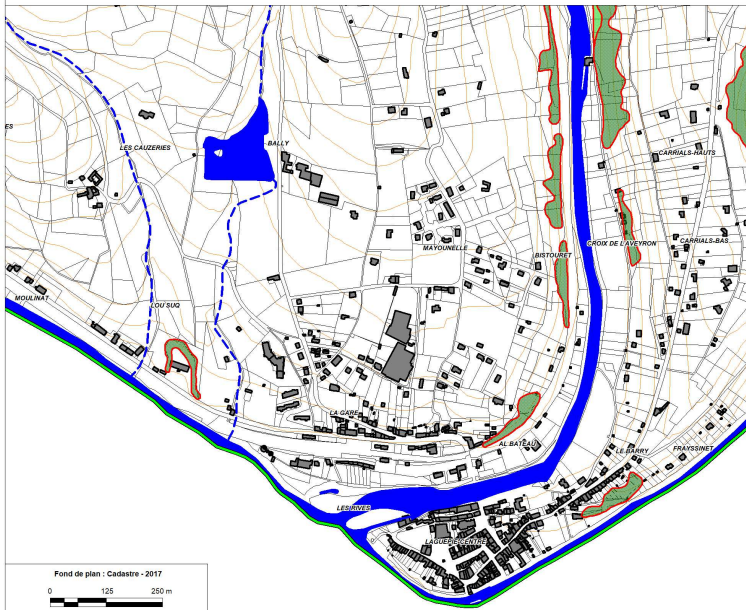 ES
LES CAUZERIES
BALLY
CARRIALS-HAUTS
MAYOUNELLE
CROIX DE L'AVEYRON
CARRIALS-BAS
BISTOURET
MOULINAT
LOU SUQ
LA GARE
AL BATEAU
LE BARRY
FRAYSSINET
LES RIVES
LAGUEPIE-CENTRE
Fond de plan : Cadastre - 2017
0 125 250 m